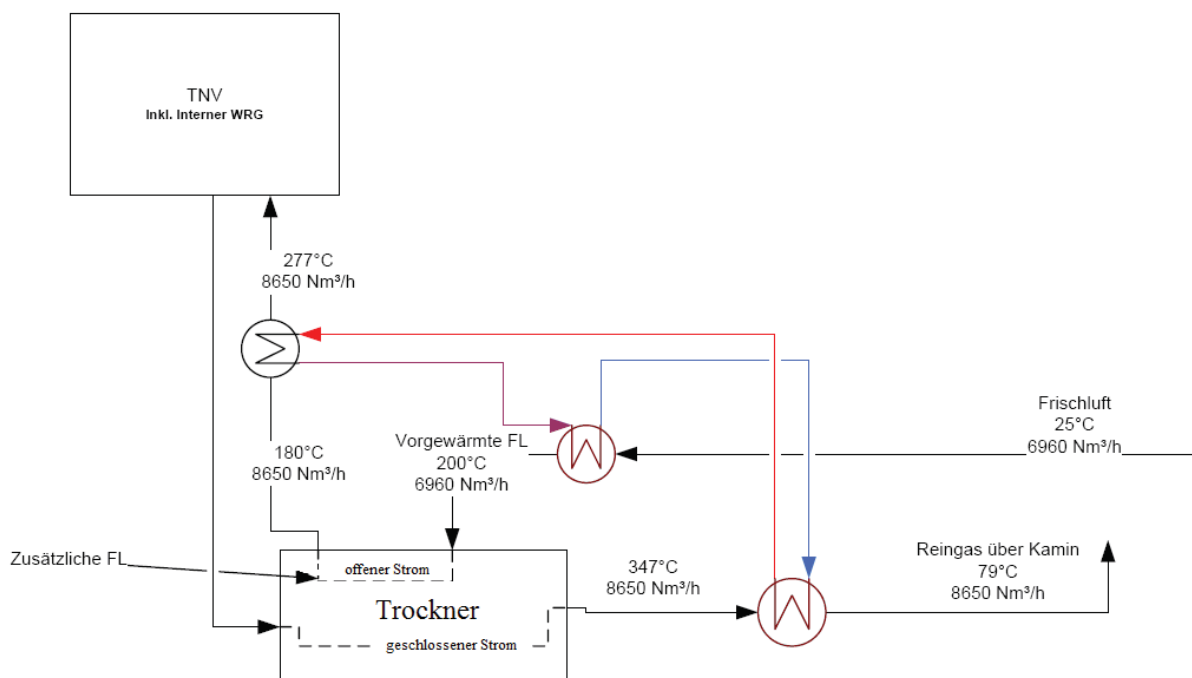 TNV
Inkl. Interner WRG
277°C
8650 Nm³/h
Frischluft
25°C
6960 Nm³/h
180°C
8650 Nm³/h
Vorgewärmte FL
200°C
6960 Nm³/h
Zusätzliche FL
offener Strom
Trockner
geschlossener Strom
347°C
8650 Nm³/h
Reingas über Kamin
79°C
8650 Nm³/h